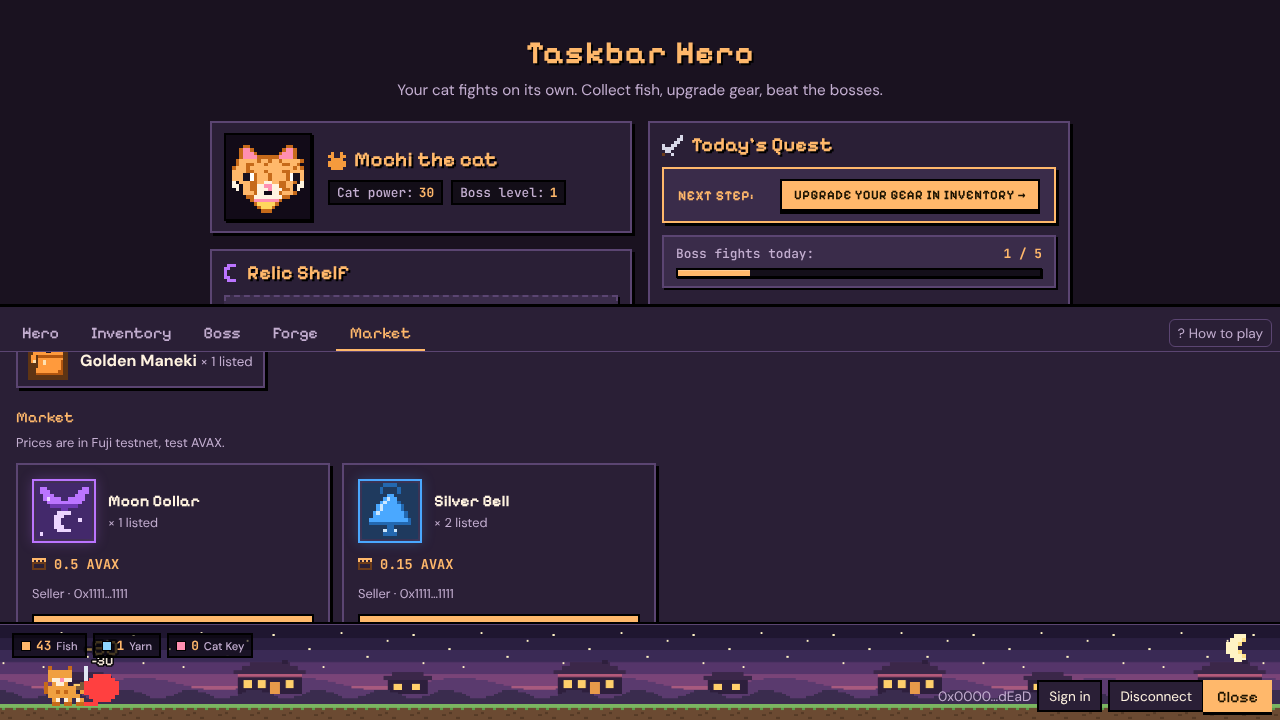 Taskbar Hero
Your cat fights on its own. Collect fish, upgrade gear, beat the bosses.
Mochi the cat
Cat power: 30
Boss level: 1
Today's Quest
NEXT STEP:
UPGRADE YOUR GEAR IN INVENTORY →
Boss fights today:
1 / 5
Relic Shelf
Hero
Inventory
Boss
Forge
Market
? How to play
Golden Maneki × 1 listed
Market
Prices are in Fuji testnet, test AVAX.
Moon Collar
× 1 listed
0.5 AVAX
Seller · 0x1111…1111
Silver Bell
× 2 listed
0.15 AVAX
Seller · 0x1111…1111
43 Fish
1 Yarn
0 Cat Key
-30
0x0000…dEaD
Sign in
Disconnect
Close